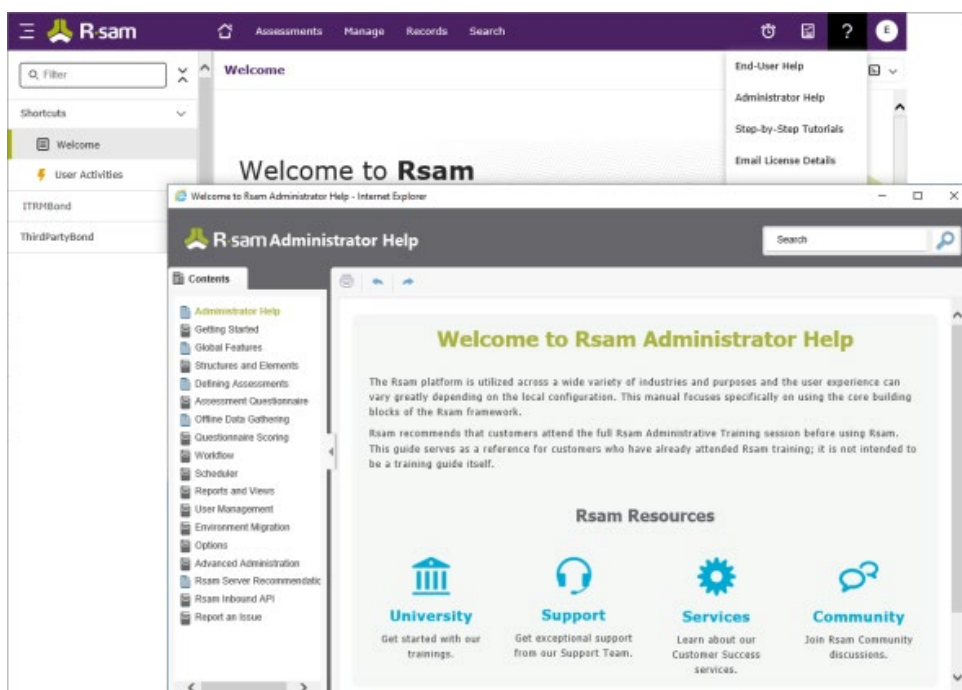 Rsam
Assessments Manage Records Search
? E
Filter
Welcome
End-User Help
Administrator Help
Step-by-Step Tutorials
Email License Details
Shortcuts
Welcome
User Activities
ITRMBond
ThirdPartyBond
Welcome to Rsam
Welcome to Rsam Administrator Help - Internet Explorer
Rsam Administrator Help
Search
Contents
Administrator Help
Getting Started
Global Features
Structures and Elements
Defining Assessments
Assessment Questionnaire
Offline Data Gathering
Questionnaire Scoring
Workflow
Scheduler
Reports and Views
User Management
Environment Migration
Options
Advanced Administration
Rsam Server Recommendatic
Rsam Inbound API
Report an Issue
Welcome to Rsam Administrator Help
The Rsam platform is utilized across a wide variety of industries and purposes and the user experience can
vary greatly depending on the local configuration. This manual focuses specifically on using the core building
blocks of the Rsam framework.
Rsam recommends that customers attend the full Rsam Administrative Training session before using Rsam.
This guide serves as a reference for customers who have already attended Rsam training; it is not intended to
be a training guide itself.
Rsam Resources
University
Get started with our
trainings.
Support
Get exceptional support
from our Support Team.
Services
Learn about our
Customer Success
services.
Community
Join Rsam Community
discussions.